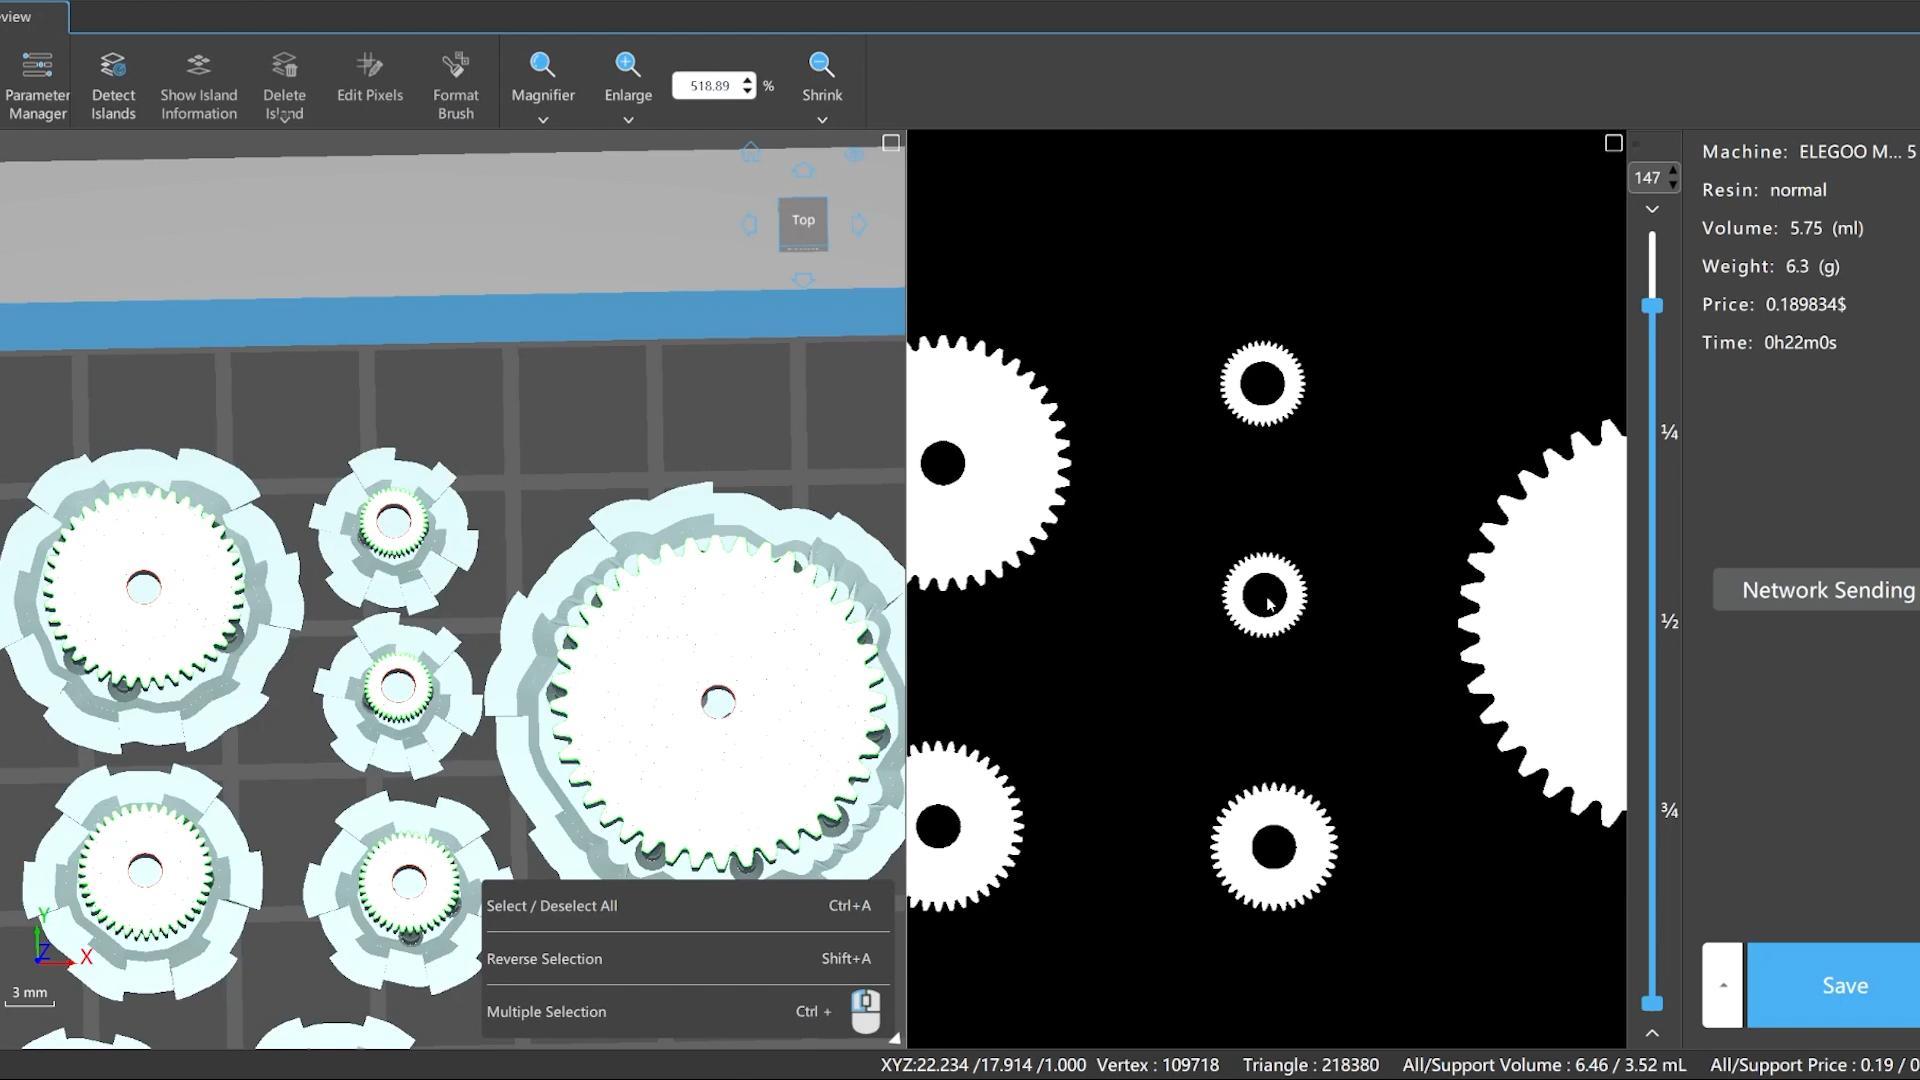 view
Parameter
Manager
Detect
Islands
Show Island
Information
Delete
Island
Edit Pixels
Format
Brush
Magnifier
Enlarge
518.89 %
Shrink
Top
147
Machine: ELEGOO M... 5
Resin: normal
Volume: 5.75 (ml)
Weight: 6.3 (g)
Price: 0.189834$
Time: 0h22m0s
¼
½
¾
Network Sending
Save
Y
Z
X
3 mm
Select / Deselect All Ctrl+A
Reverse Selection Shift+A
Multiple Selection Ctrl +
XYZ:22.234 /17.914 /1.000 Vertex : 109718 Triangle : 218380 All/Support Volume : 6.46 / 3.52 mL All/Support Price : 0.19 / 0